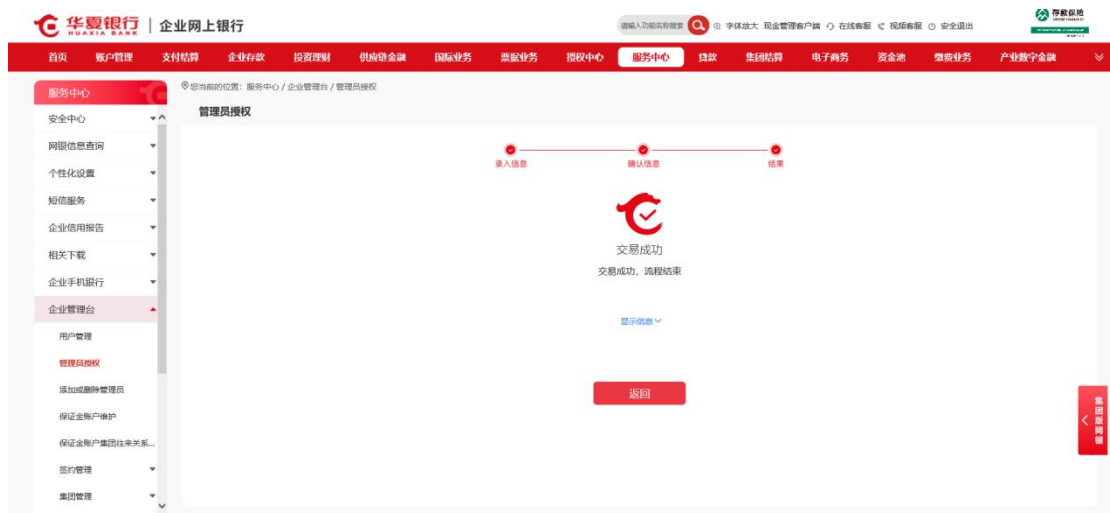 华夏银行 企业网上银行
HUAXIA BANK
请输入功能名称搜索 字体放大 现金管理客户端 在线客服 视频客服 安全退出
存款保险
首页 账户管理 支付结算 企业存款 投资理财 供应链金融 国际业务 票据业务 授权中心 服务中心 贷款 集团结算 电子商务 资金池 缴费业务 产业数字金融
服务中心
您当前的位置：服务中心 / 企业管理台 / 管理员授权
管理员授权
安全中心
网银信息查询
个性化设置
短信服务
企业信用报告
相关下载
企业手机银行
企业管理台
用户管理
管理员授权
添加或删除管理员
保证金账户维护
保证金账户集团往来关系...
签约管理
集团管理
录入信息 确认信息 结果
交易成功
交易成功，流程结束
显示信息
返回
集团版网银